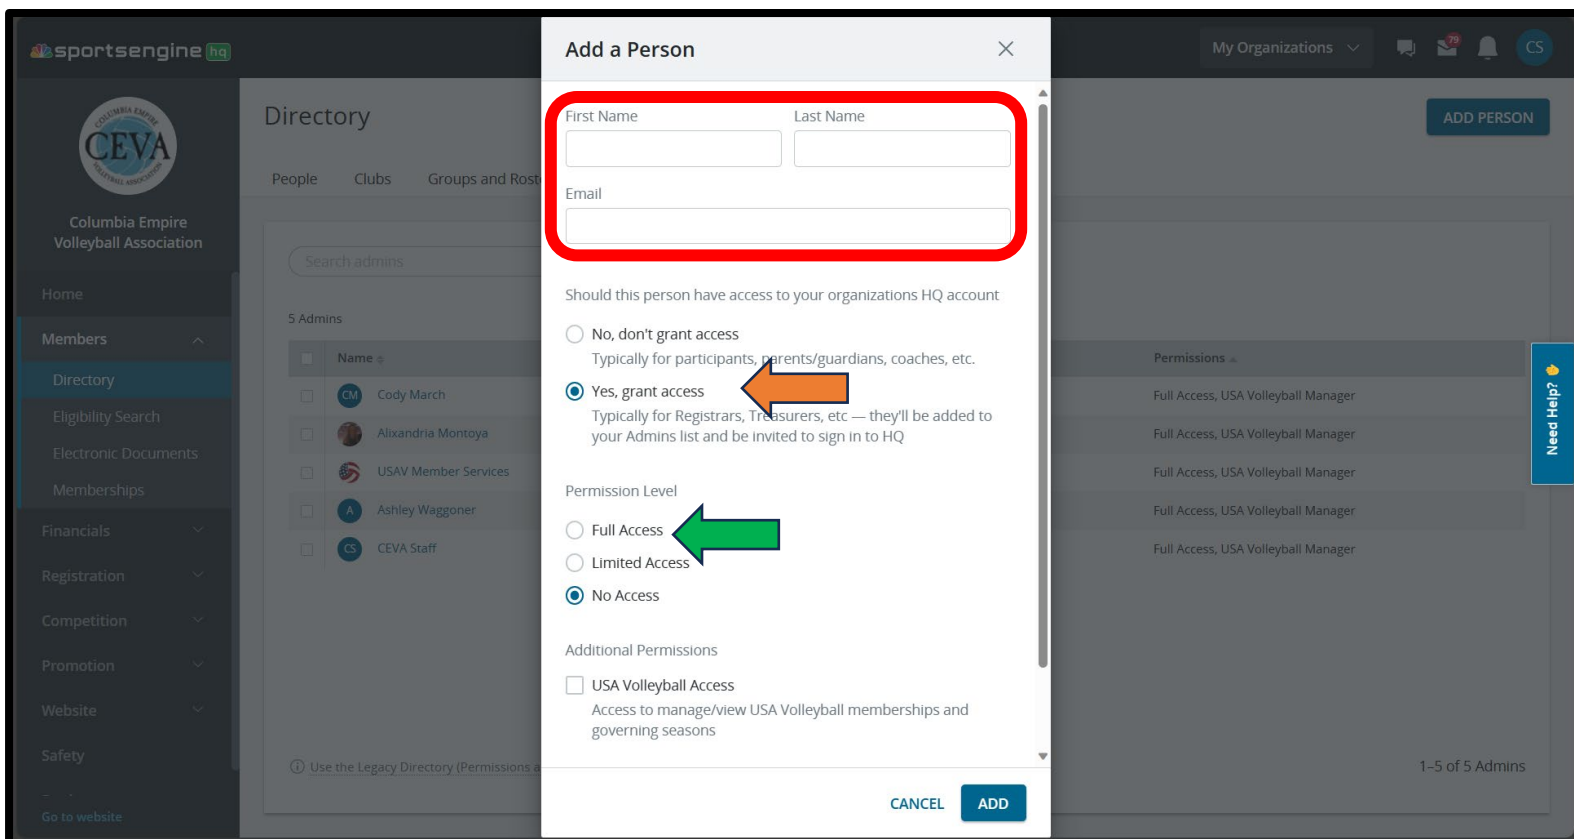 sportsengine hq
My Organizations
79
CS
COLUMBIA EMPIRE
CEVA
VOLLEYBALL ASSOCIATION
Columbia Empire
Volleyball Association
Home
Members
Directory
Eligibility Search
Electronic Documents
Memberships
Financials
Registration
Competition
Promotion
Website
Safety
Go to website
Directory
ADD PERSON
People Clubs Groups and Rost
Search admins
5 Admins
Name Permissions
CM Cody March Full Access, USA Volleyball Manager
Alixandria Montoya Full Access, USA Volleyball Manager
USAV Member Services Full Access, USA Volleyball Manager
A Ashley Waggoner Full Access, USA Volleyball Manager
CS CEVA Staff Full Access, USA Volleyball Manager
Use the Legacy Directory (Permissions a
1–5 of 5 Admins
Add a Person
First Name Last Name
Email
Should this person have access to your organizations HQ account
No, don't grant access
Typically for participants, parents/guardians, coaches, etc.
Yes, grant access
Typically for Registrars, Treasurers, etc — they'll be added to
your Admins list and be invited to sign in to HQ
Permission Level
Full Access
Limited Access
No Access
Additional Permissions
USA Volleyball Access
Access to manage/view USA Volleyball memberships and
governing seasons
CANCEL ADD
Need Help?